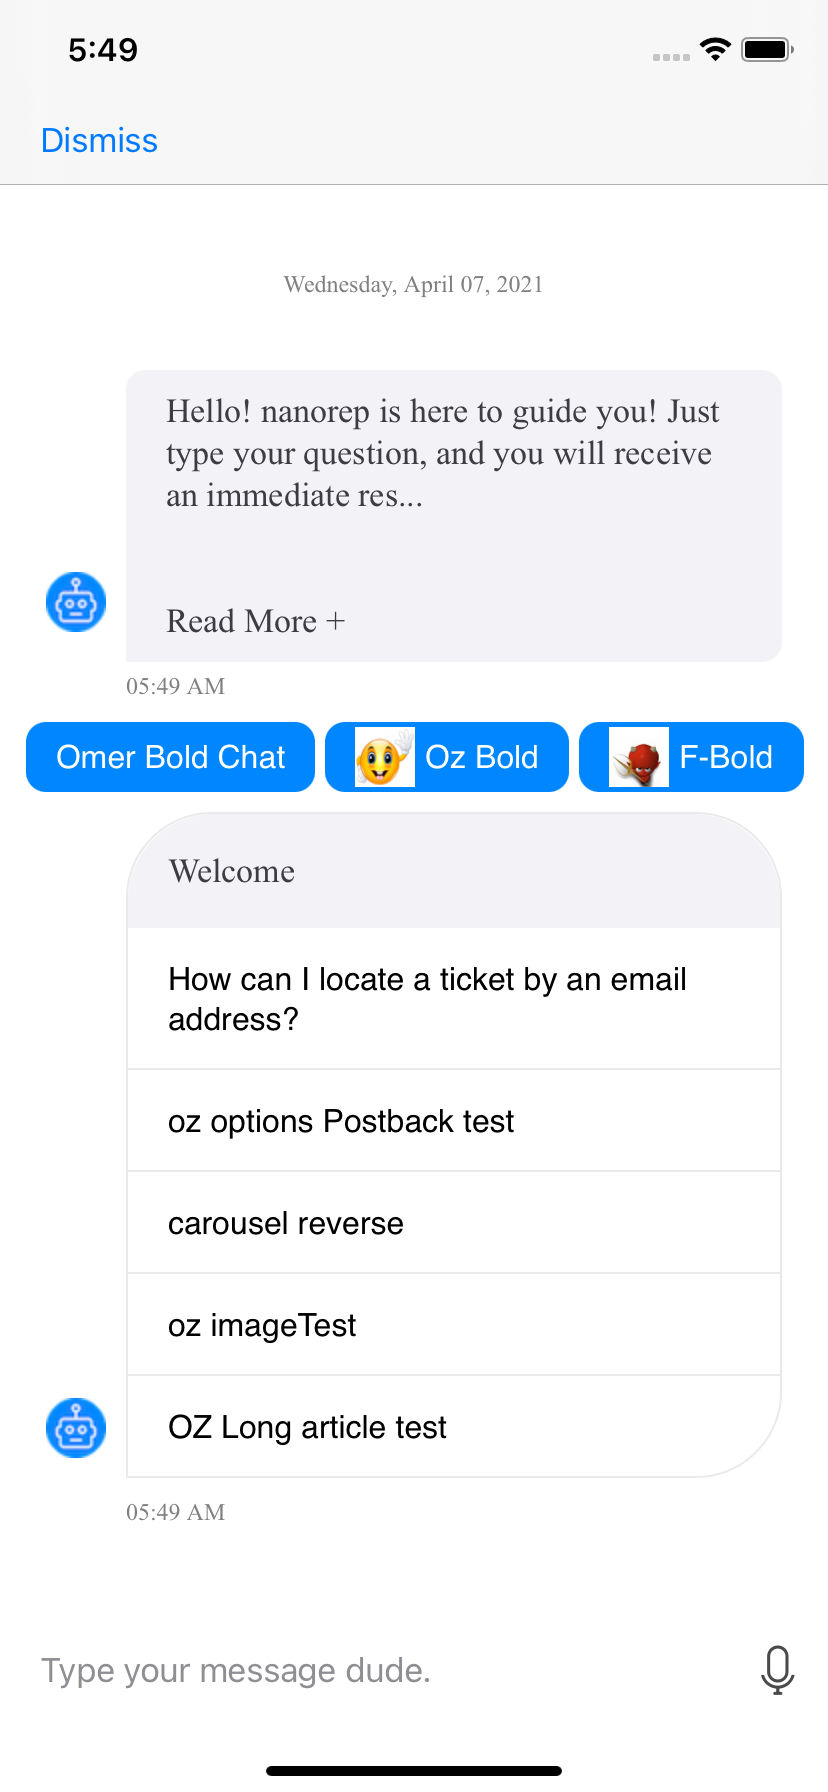 5:49
Dismiss
Wednesday, April 07, 2021
Hello! nanorep is here to guide you! Just
type your question, and you will receive
an immediate res...
Read More +
05:49 AM
Omer Bold Chat
Oz Bold
F-Bold
Welcome
How can I locate a ticket by an email
address?
oz options Postback test
carousel reverse
oz imageTest
OZ Long article test
05:49 AM
Type your message dude.